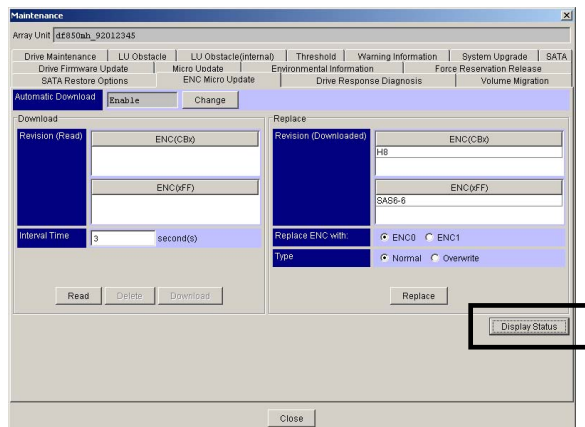 Maintenance
Array Unit df850mh_92012345
Drive Maintenance LU Obstacle LU Obstacle(internal) Threshold Warning Information System Upgrade SATA
Drive Firmware Update Micro Update Environmental Information Force Reservation Release
SATA Restore Options ENC Micro Update Drive Response Diagnosis Volume Migration
Automatic Download Enable Change
Download Replace
Revision (Read) ENC(CBx) Revision (Downloaded) ENC(CBx)
H8
ENC(xFF) ENC(xFF)
SAS6-6
Interval Time 3 second(s) Replace ENC with: ENC0 ENC1
Type Normal Overwrite
Read Delete Download Replace
Display Status
Close